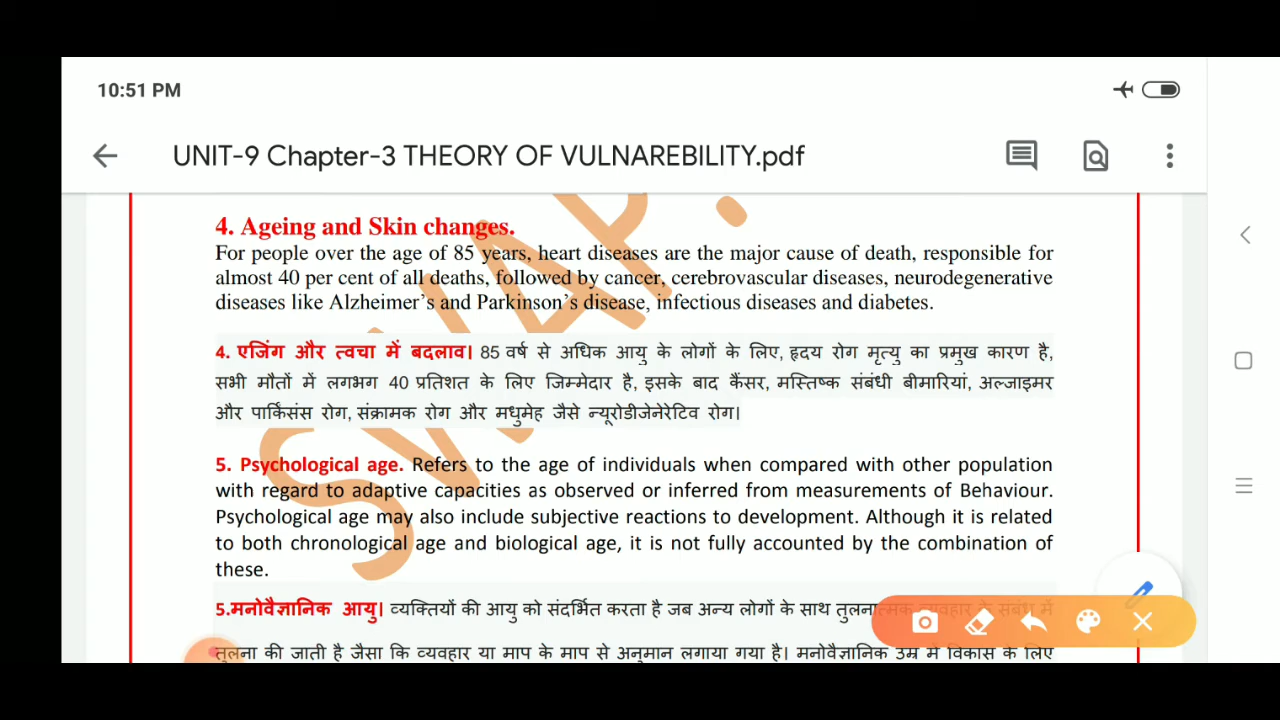 10:51 PM
UNIT-9 Chapter-3 THEORY OF VULNAREBILITY.pdf
4. Ageing and Skin changes.
For people over the age of 85 years, heart diseases are the major cause of death, responsible for
almost 40 per cent of all deaths, followed by cancer, cerebrovascular diseases, neurodegenerative
diseases like Alzheimer's and Parkinson's disease, infectious diseases and diabetes.
4. एजिंग और त्वचा में बदलाव। 85 वर्ष से अधिक आयु के लोगों के लिए, हृदय रोग मृत्यु का प्रमुख कारण है,
सभी मौतों में लगभग 40 प्रतिशत के लिए जिम्मेदार है, इसके बाद कैंसर, मस्तिष्क संबंधी बीमारियां, अल्जाइमर
और पार्किंसंस रोग, संक्रामक रोग और मधुमेह जैसे न्यूरोडीजेनेरेटिव रोग।
5. Psychological age. Refers to the age of individuals when compared with other population
with regard to adaptive capacities as observed or inferred from measurements of Behaviour.
Psychological age may also include subjective reactions to development. Although it is related
to both chronological age and biological age, it is not fully accounted by the combination of
these.
5.मनोवैज्ञानिक आयु। व्यक्तियों की आयु को संदर्भित करता है जब अन्य लोगों के साथ तुलनात्मक व्यवहार के संबंध में
तुलना की जाती है जैसा कि व्यवहार या माप के माप से अनुमान लगाया गया है। मनोवैज्ञानिक उम्र में विकास के लिए